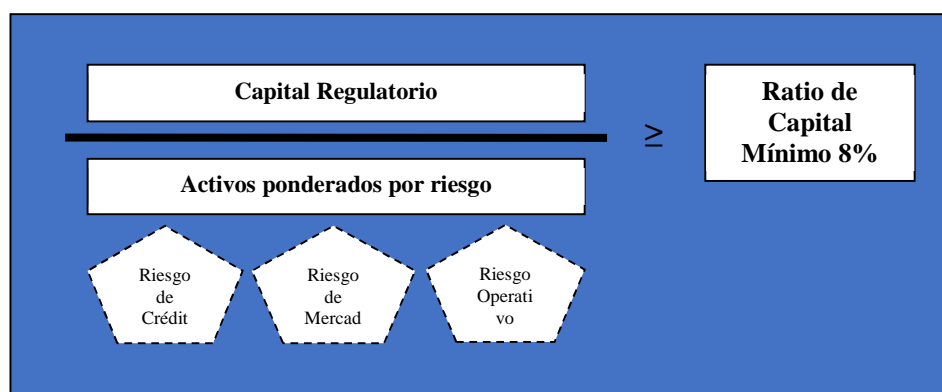 Capital Regulatorio
≥
Ratio de
Capital
Mínimo 8%
Activos ponderados por riesgo
Riesgo
de
Crédit
Riesgo
de
Mercad
Riesgo
Operati
vo